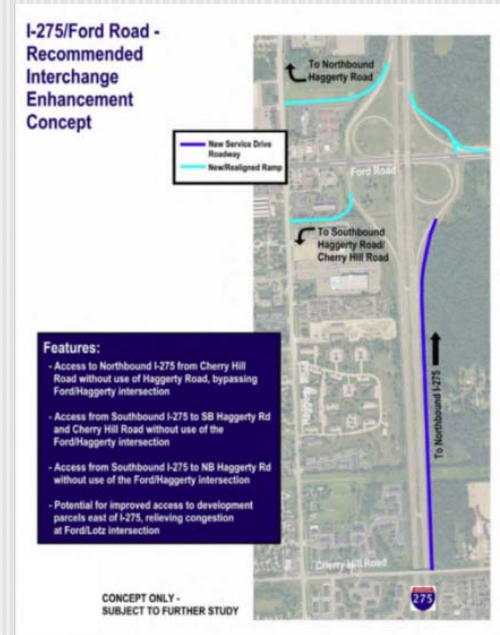 I-275/Ford Road -
Recommended
Interchange
Enhancement
Concept
To Northbound
Haggerty Road
New Service Drive
Roadway
New/Realigned Ramp
Ford Road
To Southbound
Haggerty Road/
Cherry Hill Road
Features:
- Access to Northbound I-275 from Cherry Hill
Road without use of Haggerty Road, bypassing
Ford/Haggerty intersection
- Access from Southbound I-275 to SB Haggerty Rd
and Cherry Hill Road without use of the
Ford/Haggerty intersection
- Access from Southbound I-275 to NB Haggerty Rd
without use of the Ford/Haggerty intersection
- Potential for improved access to development
parcels east of I-275, relieving congestion
at Ford/Lotz intersection
To Northbound I-275
Cherry Hill Road
275
CONCEPT ONLY -
SUBJECT TO FURTHER STUDY